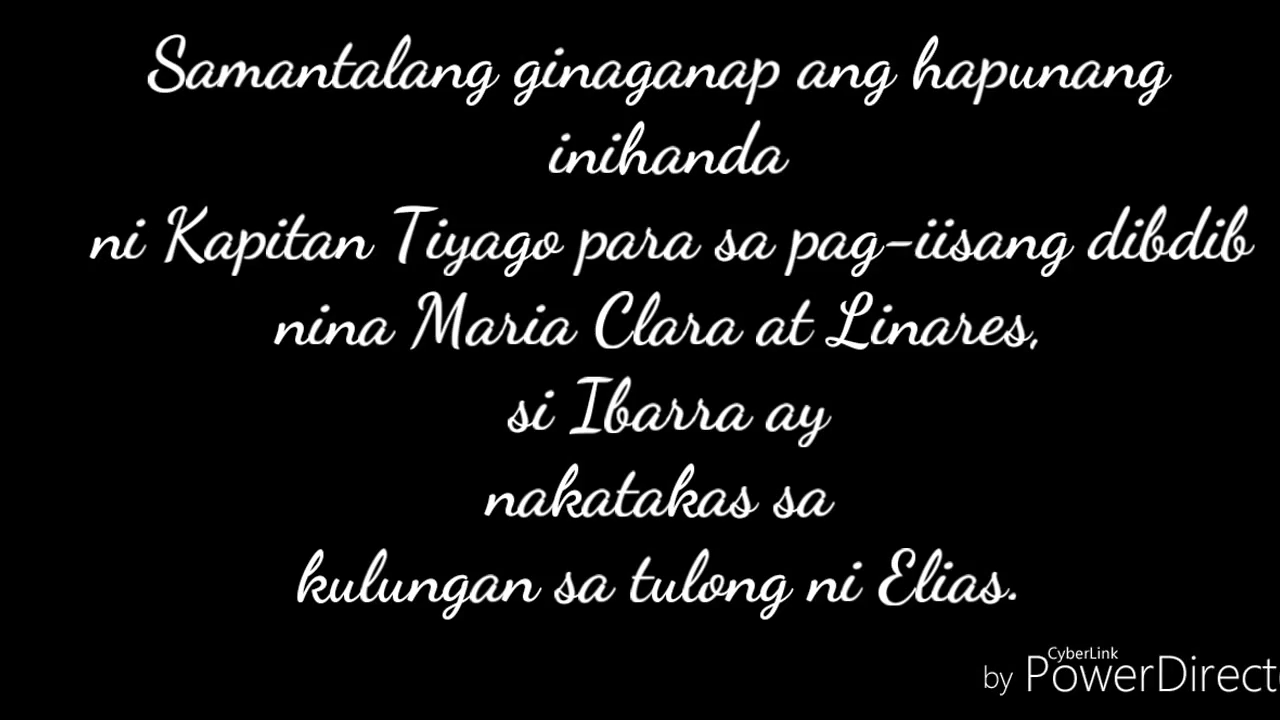 Samantalang ginaganap ang hapunang
inihanda
ni Kapitan Tiyago para sa pag-iisang dibdib
nina Maria Clara at Linares,
si Ibarra ay
nakatakas sa
kulungan sa tulong ni Elias.
CyberLink
by PowerDirect